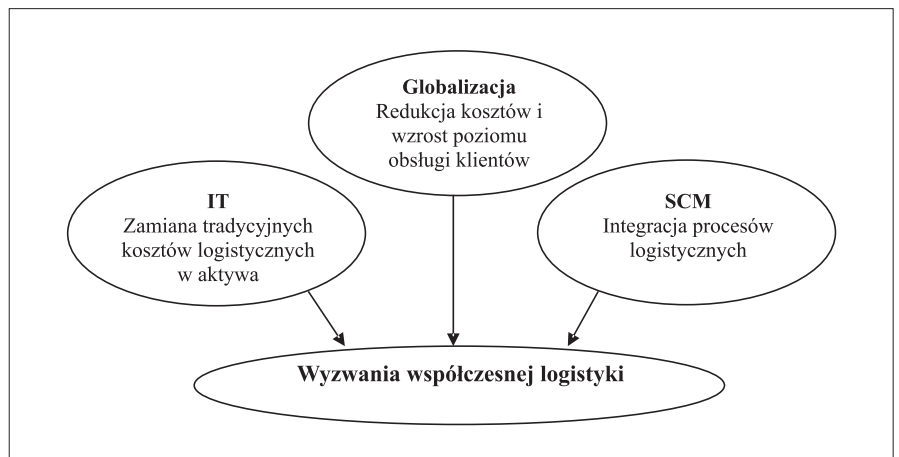 Globalizacja
Redukcja kosztów i
wzrost poziomu
obsługi klientów
IT
Zamiana tradycyjnych
kosztów logistycznych
w aktywa
SCM
Integracja procesów
logistycznych
Wyzwania współczesnej logistyki